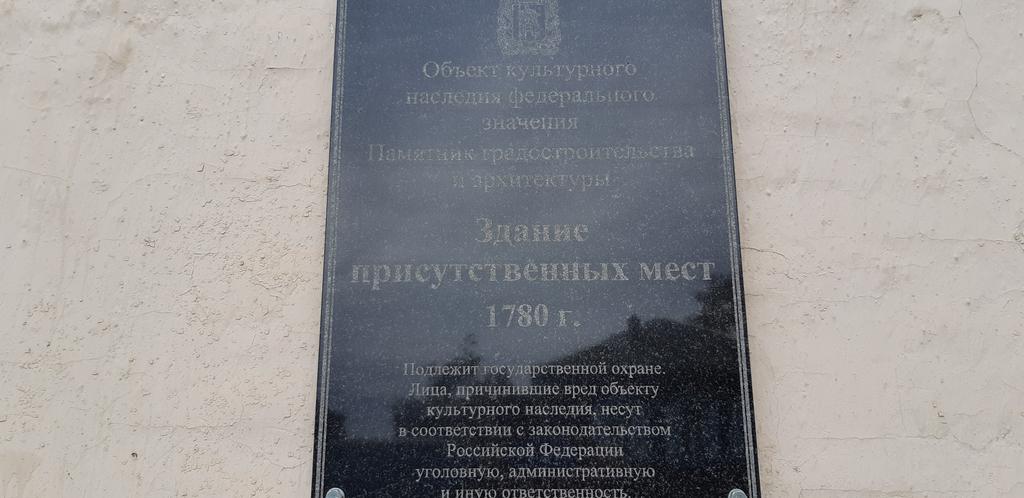 Объект культурного
наследия федерального
значения
Памятник градостроительства
и архитектуры
Здание
присутственных мест
1780 г.
Подлежит государственной охране.
Лица, причинившие вред объекту
культурного наследия, несут
в соответствии с законодательством
Российской Федерации
уголовную, административную
и иную ответственность.